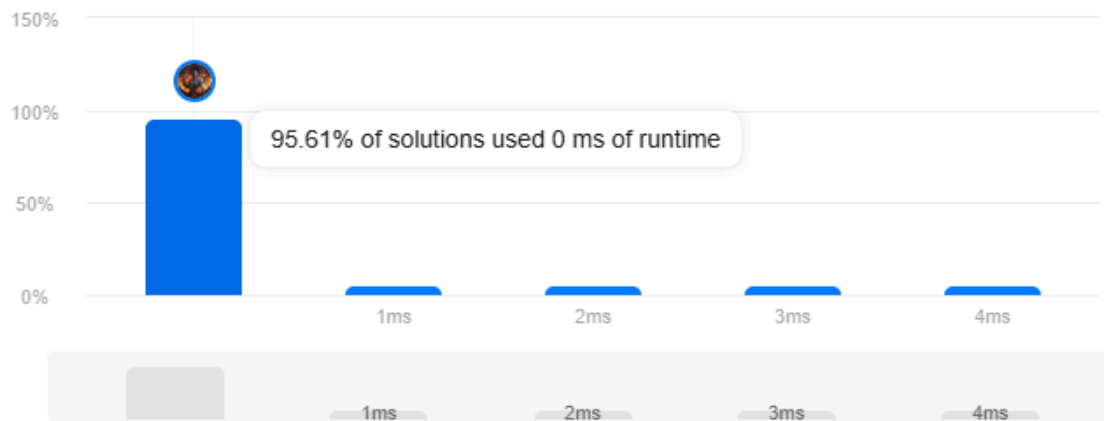 150%
100%
95.61% of solutions used 0 ms of runtime
50%
0%
1ms 2ms 3ms 4ms
1ms 2ms 3ms 4ms